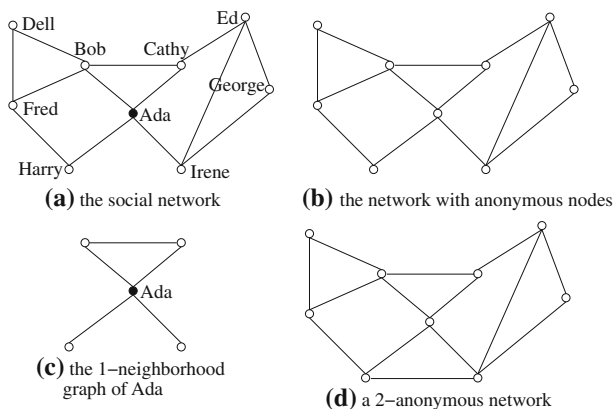 Dell
Ed
Bob
Cathy
George
Fred
Ada
Harry
Irene
(a) the social network
(b) the network with anonymous nodes
Ada
(c) the 1−neighborhood
graph of Ada
(d) a 2−anonymous network